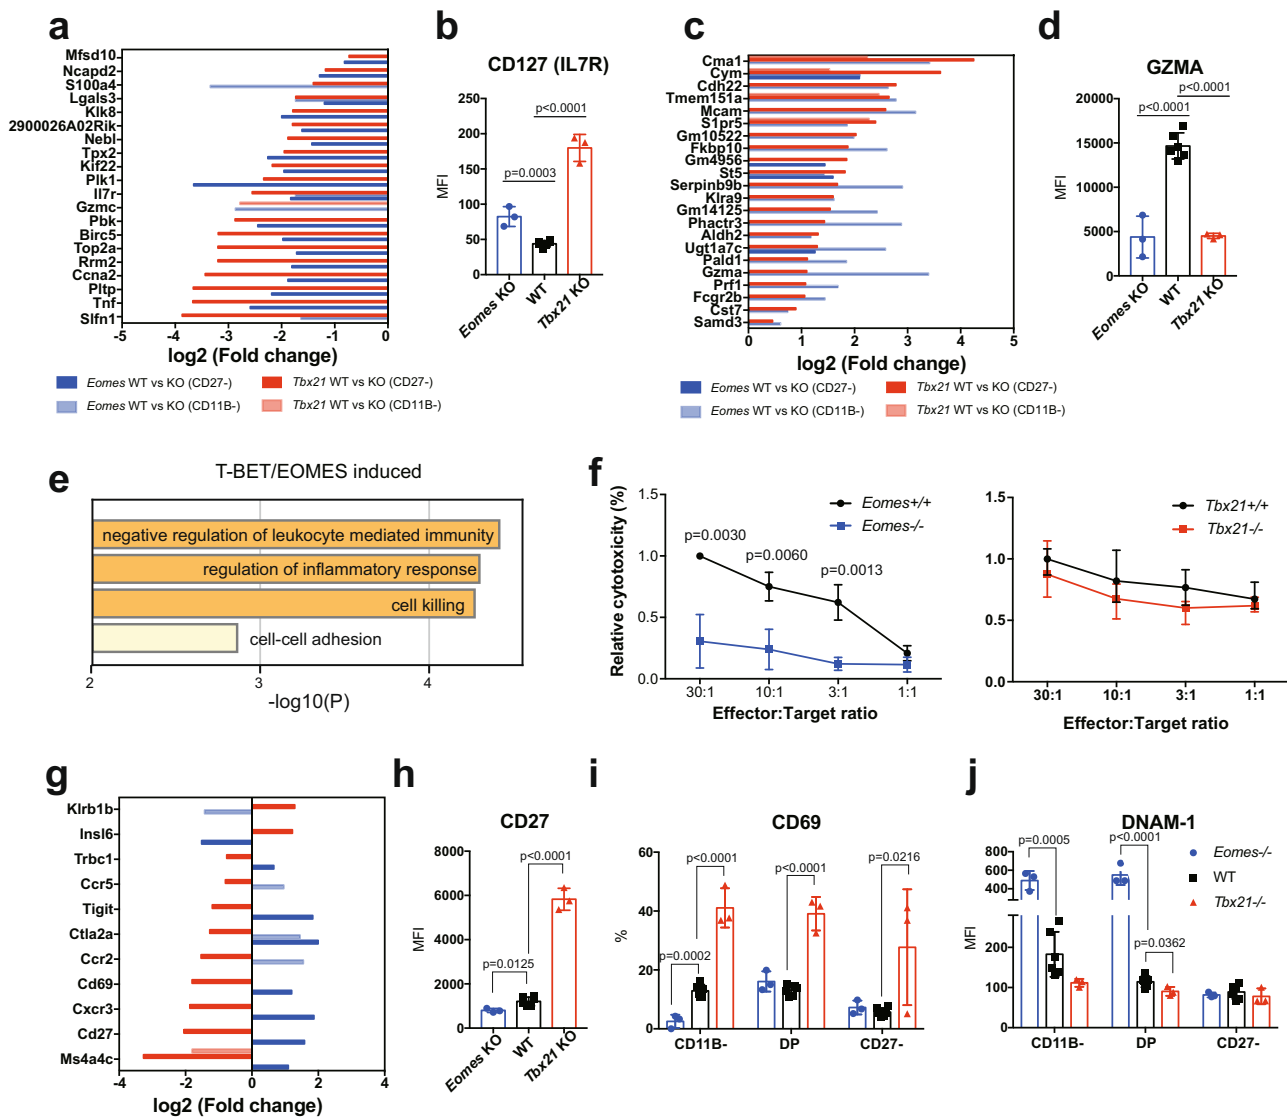 a
Mfsd10
Ncapd2
S100a4
Lgals3
Klk8
2900026A02Rik
Nebl
Tpx2
Kif22
Plk1
Il7r
Gzmc
Pbk
Birc5
Top2a
Rrm2
Ccna2
Pltp
Tnf
Slfn1
-5 -4 -3 -2 -1 0
log2 (Fold change)
Eomes WT vs KO (CD27-)
Tbx21 WT vs KO (CD27-)
Eomes WT vs KO (CD11B-)
Tbx21 WT vs KO (CD11B-)
b
CD127 (IL7R)
250
200
150
100
50
0
MFI
p<0.0001
p=0.0003
Eomes KO
WT
Tbx21 KO
c
Cma1
Cym
Cdh22
Tmem151a
Mcam
S1pr5
Gm10522
Fkbp10
Gm4956
St5
Serpinb9b
Klra9
Gm14125
Phactr3
Aldh2
Ugt1a7c
Pald1
Gzma
Prf1
Fcgr2b
Cst7
Samd3
0 1 2 3 4 5
log2 (Fold change)
Eomes WT vs KO (CD27-)
Tbx21 WT vs KO (CD27-)
Eomes WT vs KO (CD11B-)
Tbx21 WT vs KO (CD11B-)
d
GZMA
p<0.0001
p<0.0001
20000
15000
10000
5000
0
MFI
Eomes KO
WT
Tbx21 KO
e
T-BET/EOMES induced
negative regulation of leukocyte mediated immunity
regulation of inflammatory response
cell killing
cell-cell adhesion
2 3 4
-log10(P)
f
Relative cytotoxicity (%)
1.5
1.0
0.5
0.0
Eomes+/+
Eomes-/-
p=0.0030
p=0.0060
p=0.0013
30:1 10:1 3:1 1:1
Effector:Target ratio
1.5
1.0
0.5
0.0
Tbx21+/+
Tbx21-/-
30:1 10:1 3:1 1:1
Effector:Target ratio
g
Klrb1b
Insl6
Trbc1
Ccr5
Tigit
Ctla2a
Ccr2
Cd69
Cxcr3
Cd27
Ms4a4c
-4 -2 0 2 4
log2 (Fold change)
h
CD27
8000
6000
4000
2000
0
MFI
p<0.0001
p=0.0125
Eomes KO
WT
Tbx21 KO
i
CD69
60
40
20
0
%
p<0.0001
p=0.0002
p<0.0001
p=0.0216
CD11B- DP CD27-
j
DNAM-1
800
600
400
200
100
0
MFI
p=0.0005
p<0.0001
p=0.0362
Eomes-/-
WT
Tbx21-/-
CD11B- DP CD27-